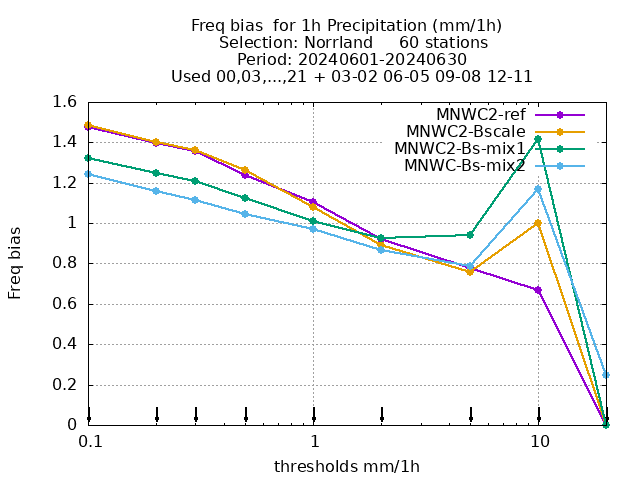 Freq bias  for 1h Precipitation (mm/1h)
Selection: Norrland     60 stations
Period: 20240601-20240630
Used 00,03,...,21 + 03-02 06-05 09-08 12-11
MNWC2-ref
MNWC2-Bscale
MNWC2-Bs-mix1
MNWC-Bs-mix2
Freq bias
1.6
1.4
1.2
1
0.8
0.6
0.4
0.2
0
0.1 1 10
thresholds mm/1h